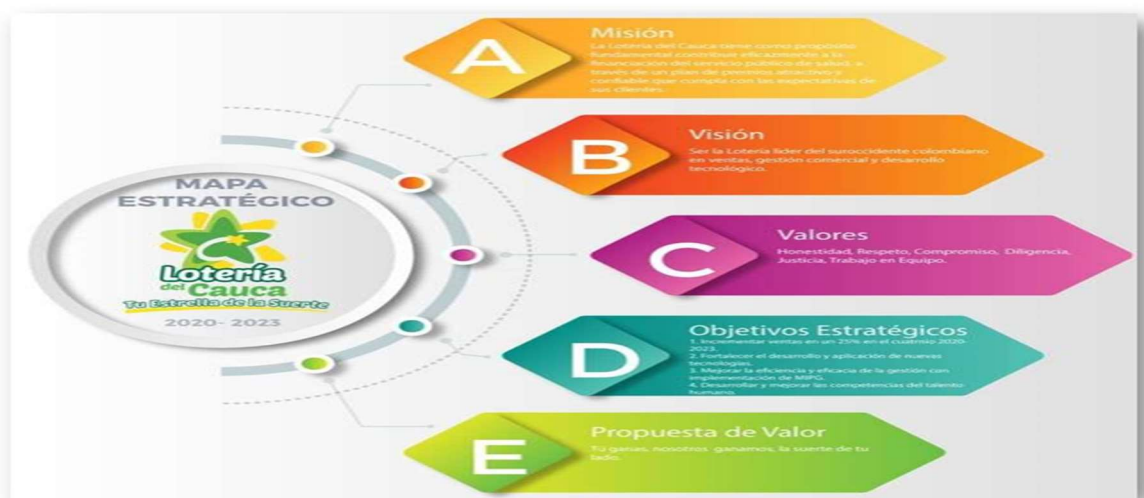 MAPA
ESTRATÉGICO
Lotería
del Cauca
Tu Estrella de la Suerte
2020- 2023
A
Misión
La Lotería del Cauca tiene como propósito
fundamental contribuir eficazmente a la
financiación del servicio público de salud, a
través de un plan de premios atractivo y
confiable que cumpla con las expectativas de
sus clientes.
B
Visión
Ser la Lotería líder del suroccidente colombiano
en ventas, gestión comercial y desarrollo
tecnológico.
C
Valores
Honestidad, Respeto, Compromiso, Diligencia,
Justicia, Trabajo en Equipo.
D
Objetivos Estratégicos
1. Incrementar ventas en un 25% en el cuatrnio 2020-
2023.
2. Fortalecer el desarrollo y aplicación de nuevas
tecnologías.
3. Mejorar la eficiencia y eficacia de la gestión con
implementación de MIPG.
4. Desarrollar y mejorar las competencias del talento
humano
E
Propuesta de Valor
Tú ganas, nosotros ganamos, la suerte de tu
lado.